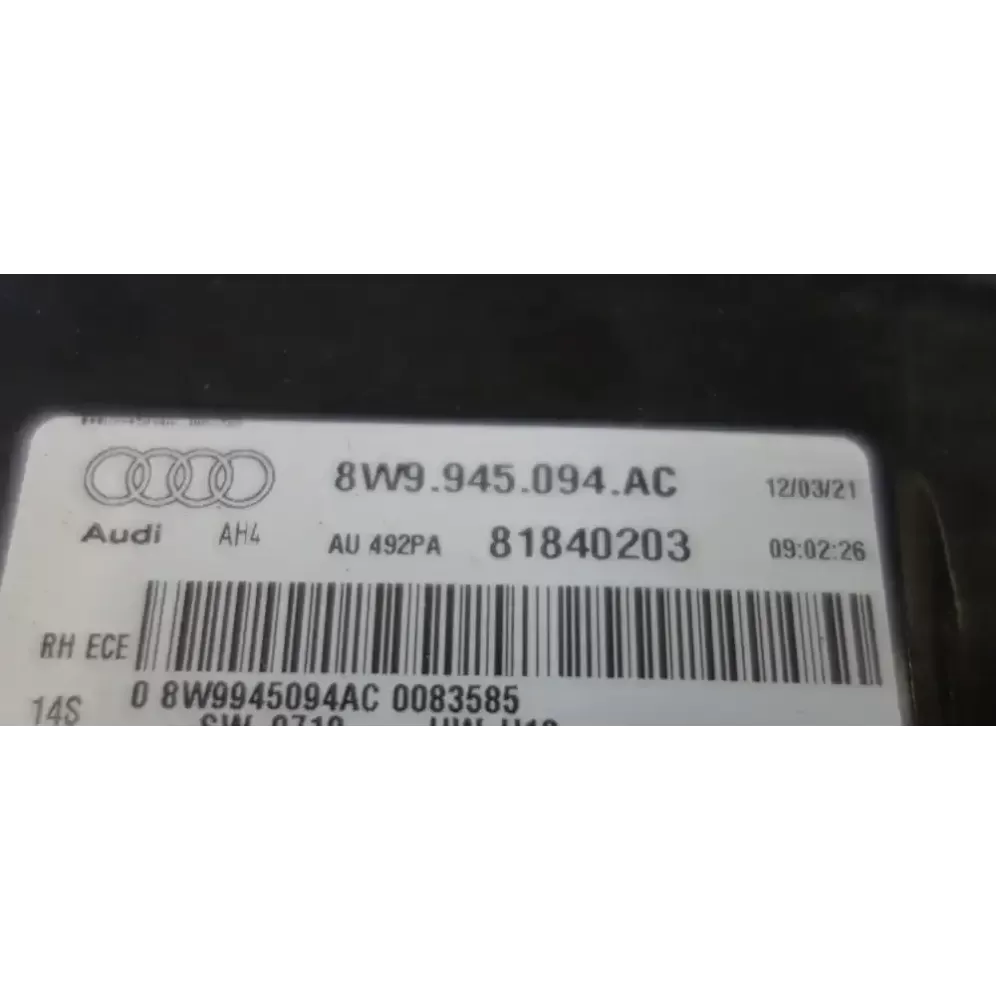 8W9.945.094.AC 12/03/21
Audi AH4 AU 492PA 81840203 09:02:26
RH ECE
0 8W9945094AC 0083585
14S